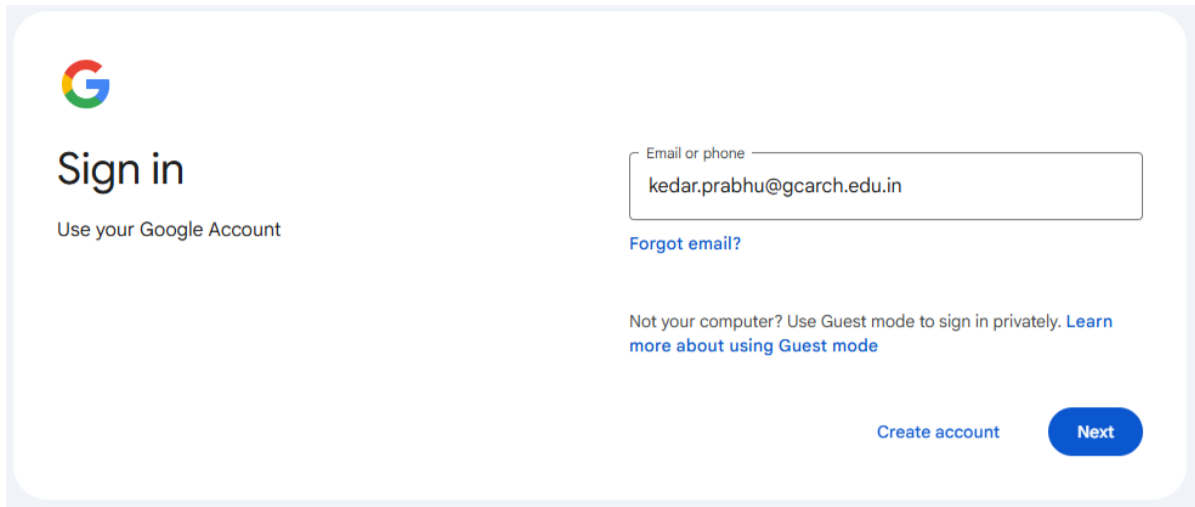 Sign in
Use your Google Account
Email or phone
kedar.prabhu@gcarch.edu.in
Forgot email?
Not your computer? Use Guest mode to sign in privately. Learn
more about using Guest mode
Create account
Next